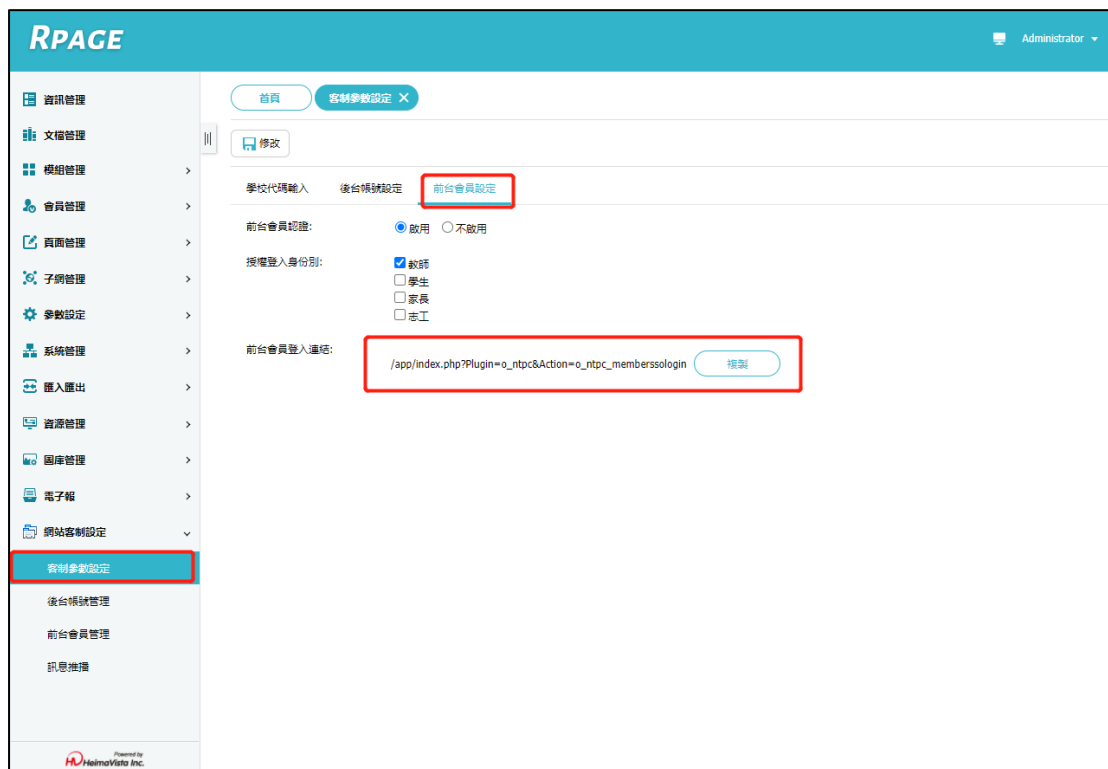 RPAGE
Administrator
資訊管理
文檔管理
模組管理
會員管理
頁面管理
子網管理
參數設定
系統管理
匯入匯出
資源管理
圖庫管理
電子報
網站客制設定
客制參數設定
後台帳號管理
前台會員管理
訊息推播
Powered by
HeimaVista Inc.
首頁 客制參數設定
修改
學校代碼輸入 後台帳號設定 前台會員設定
前台會員認證: 啟用 不啟用
授權登入身份別: 教師
學生
家長
志工
前台會員登入連結: /app/index.php?Plugin=o_ntpc&Action=o_ntpc_memberssologin 複製